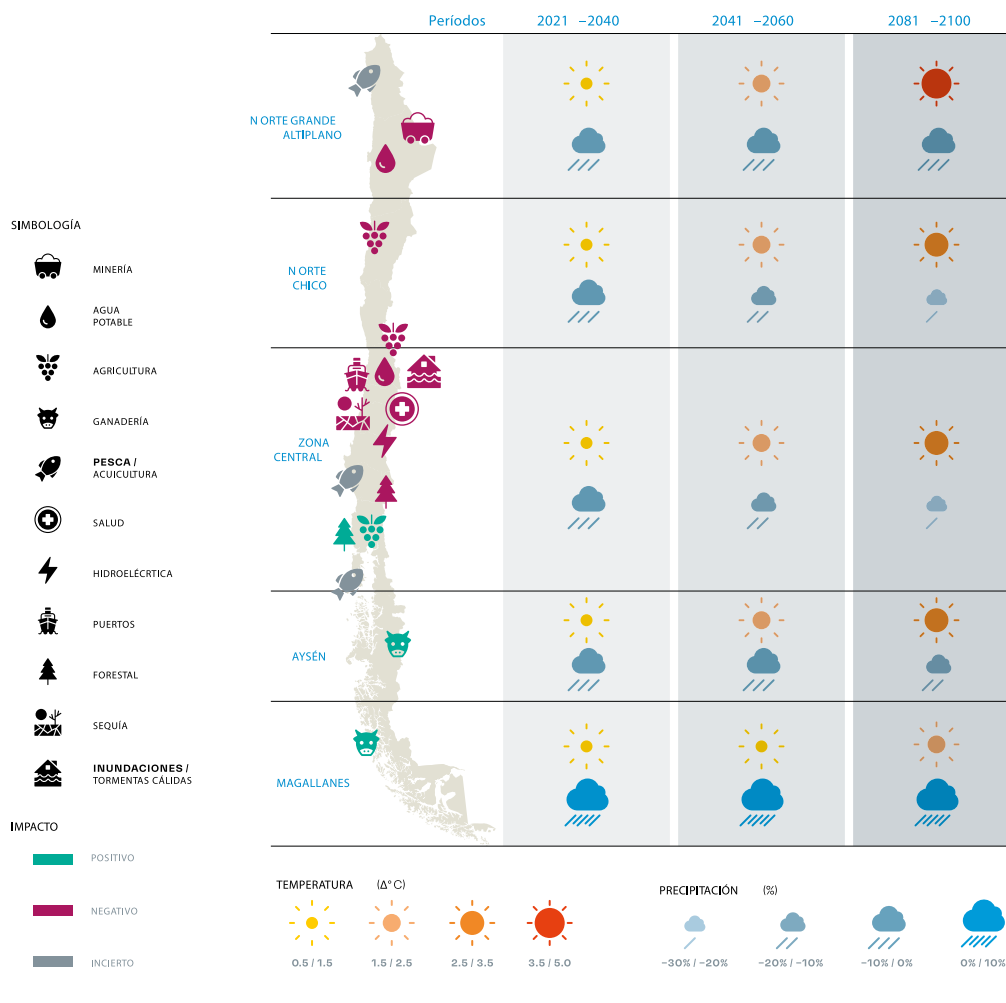 Períodos
2021 –2040
2041 –2060
2081 –2100
N ORTE GRANDE
ALTIPLANO
N ORTE
CHICO
ZONA
CENTRAL
AYSÉN
MAGALLANES
SIMBOLOGÍA
MINERÍA
AGUA
POTABLE
AGRICULTURA
GANADERÍA
PESCA /
ACUICULTURA
SALUD
HIDROELÉCRTICA
PUERTOS
FORESTAL
SEQUÍA
INUNDACIONES /
TORMENTAS CÁLIDAS
IMPACTO
POSITIVO
NEGATIVO
INCIERTO
TEMPERATURA (Δ°C)
0.5 / 1.5
1.5 / 2.5
2.5 / 3.5
3.5 / 5.0
PRECIPITACIÓN (%)
–30% / –20%
–20% / –10%
–10% / 0%
0% / 10%